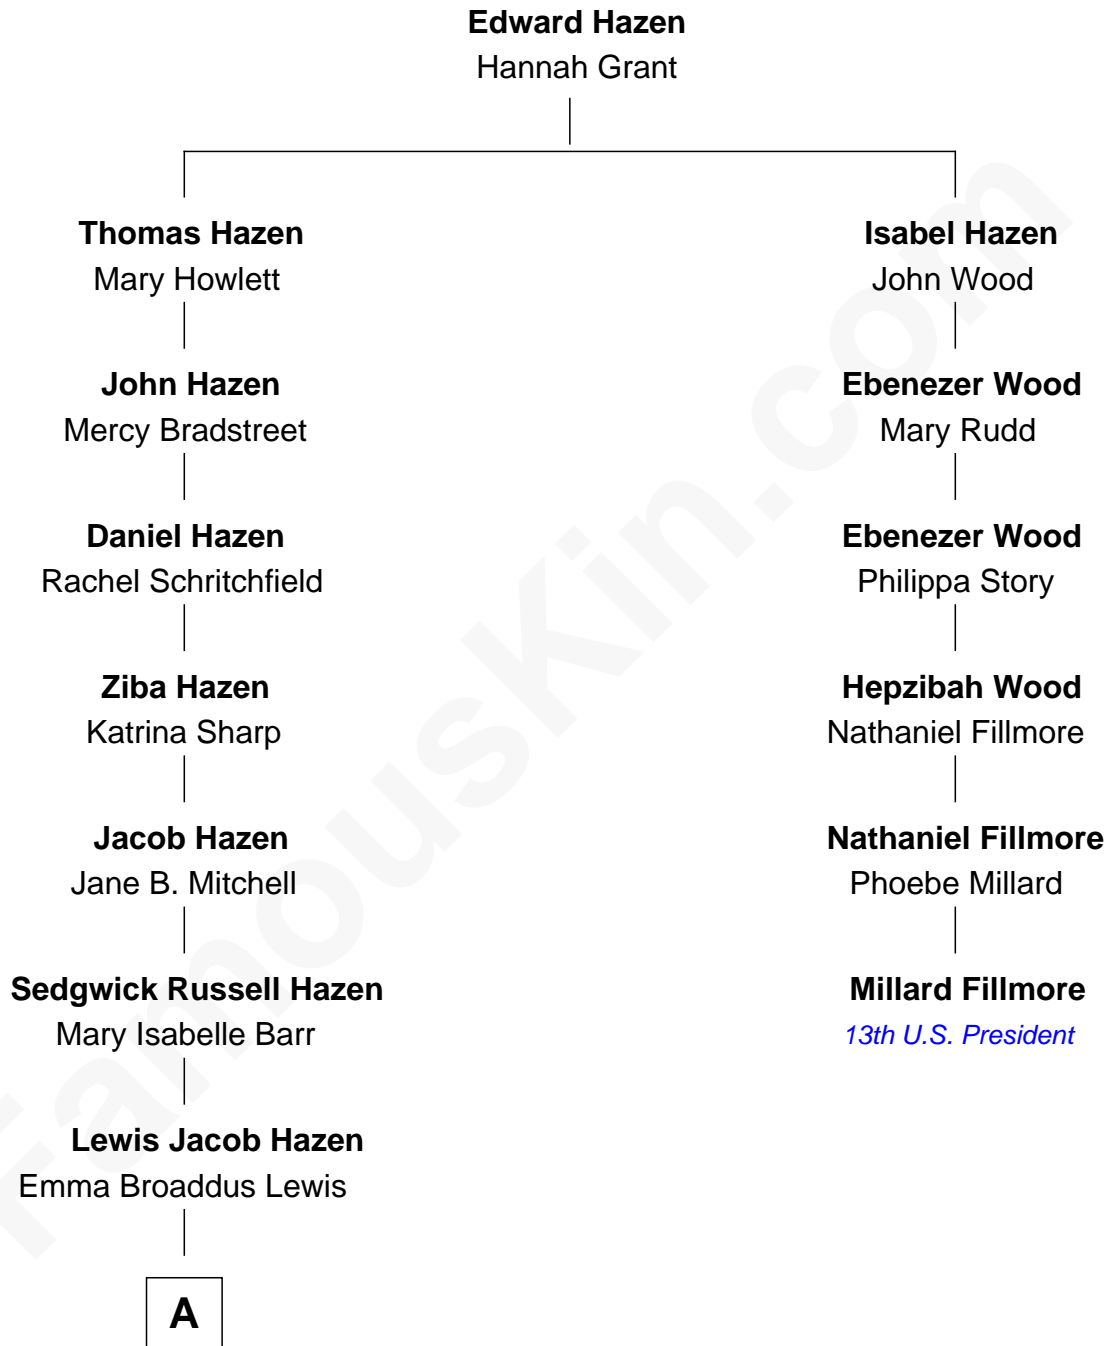 Edward Hazen
Hannah Grant
Thomas Hazen
Mary Howlett
Isabel Hazen
John Wood
John Hazen
Mercy Bradstreet
Ebenezer Wood
Mary Rudd
Daniel Hazen
Rachel Schritchfield
Ebenezer Wood
Philippa Story
Ziba Hazen
Katrina Sharp
Hepzibah Wood
Nathaniel Fillmore
Jacob Hazen
Jane B. Mitchell
Nathaniel Fillmore
Phoebe Millard
Sedgwick Russell Hazen
Mary Isabelle Barr
Millard Fillmore
13th U.S. President
Lewis Jacob Hazen
Emma Broaddus Lewis
A
FamousKin.com